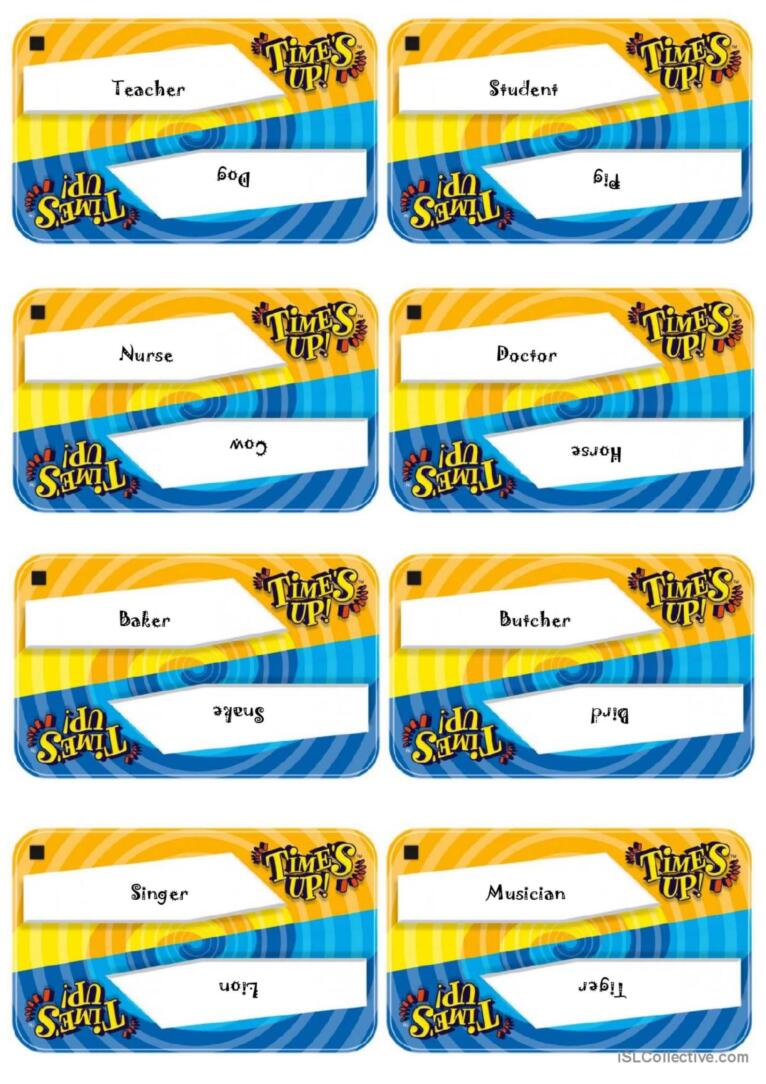 TIME'S
UP!
Teacher
Dog
TIME'S
UP!
TIME'S
UP!
Student
Pig
TIME'S
UP!
TIME'S
UP!
Nurse
Cow
TIME'S
UP!
TIME'S
UP!
Doctor
Horse
TIME'S
UP!
TIME'S
UP!
Baker
Snake
TIME'S
UP!
TIME'S
UP!
Butcher
Bird
TIME'S
UP!
TIME'S
UP!
Singer
Lion
TIME'S
UP!
TIME'S
UP!
Musician
Tiger
TIME'S
UP!
iSLCollective.com